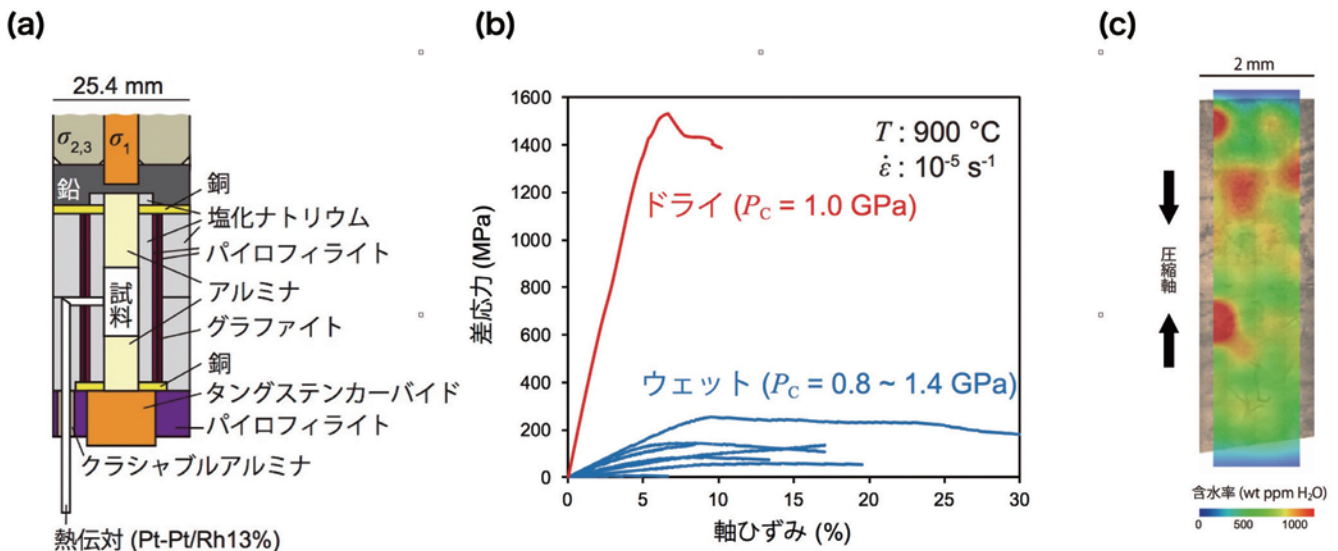 (a)
25.4 mm
σ2,3
σ1
鉛
銅
塩化ナトリウム
パイロフィライト
アルミナ
試料
グラファイト
銅
タングステンカーバイド
パイロフィライト
クラシャブルアルミナ
熱伝対 (Pt-Pt/Rh13%)
(b)
1600
1400
1200
1000
800
600
400
200
0
差応力 (MPa)
T : 900 °C
ε̇ : 10⁻⁵ s⁻¹
ドライ (PC = 1.0 GPa)
ウェット (PC = 0.8 ~ 1.4 GPa)
0 5 10 15 20 25 30
軸ひずみ (%)
(c)
2 mm
圧縮軸
含水率 (wt ppm H₂O)
0 500 1000